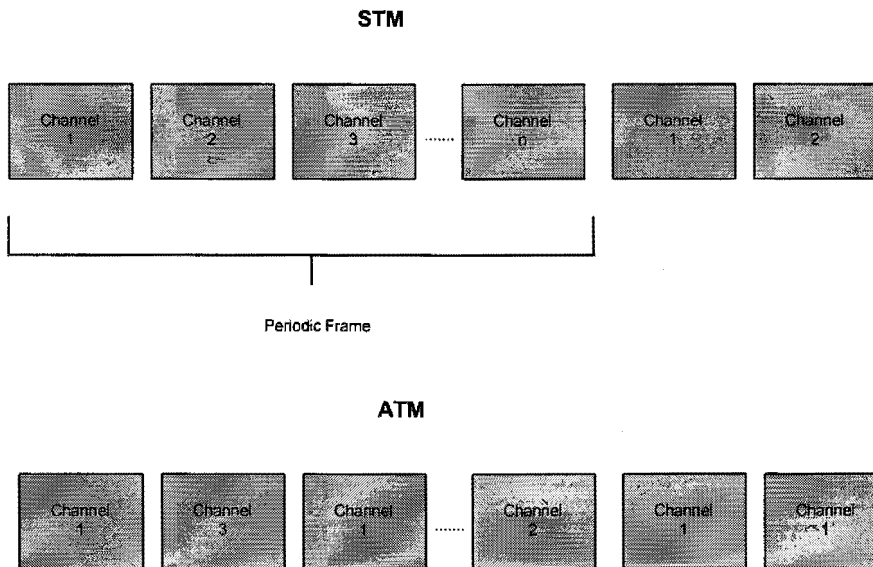 STM
Channel
1
Channel
2
Channel
3
........
Channel
n
Channel
1
Channel
2
Periodic Frame
ATM
Channel
1
Channel
3
Channel
1
........
Channel
2
Channel
1
Channel
1